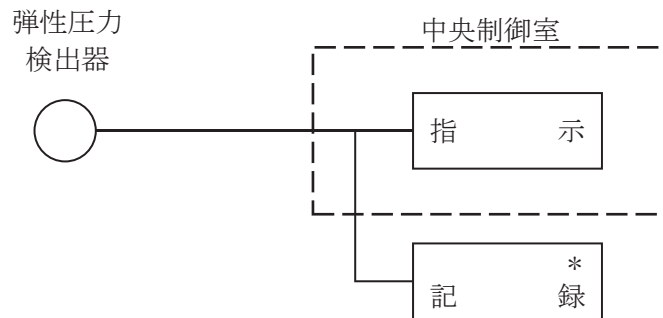 弾性圧力
検出器
中央制御室
指　示
＊
記　録